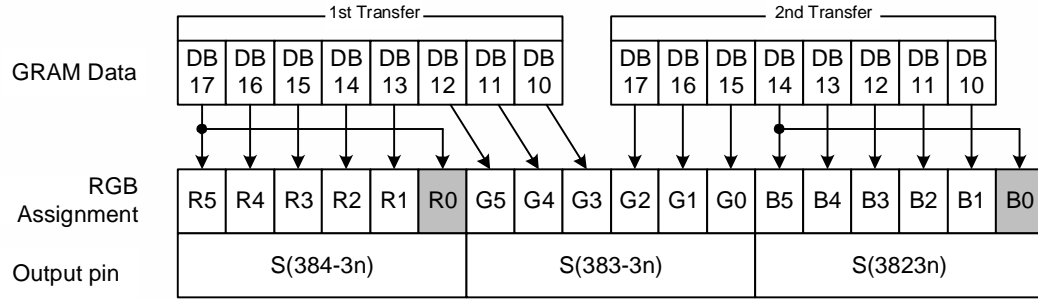 1st Transfer 2nd Transfer
GRAM Data DB 17 DB 16 DB 15 DB 14 DB 13 DB 12 DB 11 DB 10 DB 17 DB 16 DB 15 DB 14 DB 13 DB 12 DB 11 DB 10
RGB Assignment R5 R4 R3 R2 R1 R0 G5 G4 G3 G2 G1 G0 B5 B4 B3 B2 B1 B0
Output pin S(384-3n) S(383-3n) S(3823n)